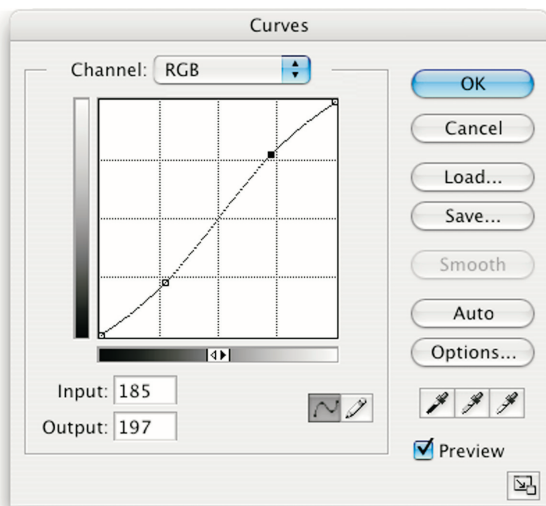 Curves
Channel: RGB
OK
Cancel
Load...
Save...
Smooth
Auto
Options...
Input: 185
Output: 197
Preview